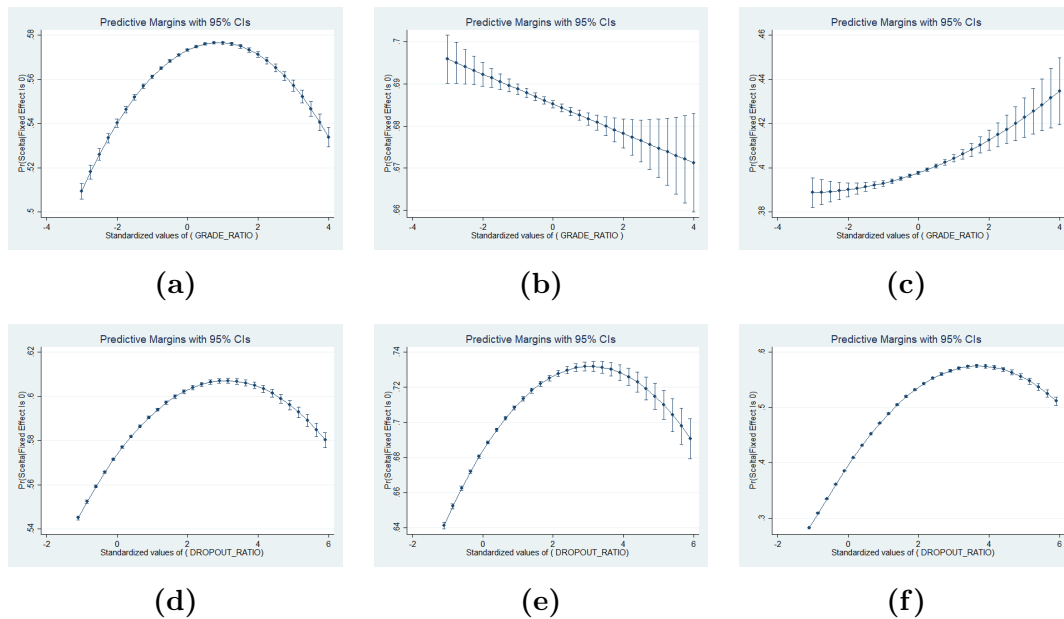 Predictive Margins with 95% CIs
Pr(Scelta|Fixed Effect Is 0)
.5 .52 .54 .56 .58
-4 -2 0 2 4
Standardized values of ( GRADE_RATIO )
(a)
Predictive Margins with 95% CIs
Pr(Scelta|Fixed Effect Is 0)
.66 .67 .68 .69 .7
-4 -2 0 2 4
Standardized values of ( GRADE_RATIO )
(b)
Predictive Margins with 95% CIs
Pr(Scelta|Fixed Effect Is 0)
.38 .4 .42 .44 .46
-4 -2 0 2 4
Standardized values of ( GRADE_RATIO )
(c)
Predictive Margins with 95% CIs
Pr(Scelta|Fixed Effect Is 0)
.54 .56 .58 .6 .62
-2 0 2 4 6
Standardized values of ( DROPOUT_RATIO)
(d)
Predictive Margins with 95% CIs
Pr(Scelta|Fixed Effect Is 0)
.64 .66 .68 .7 .72 .74
-2 0 2 4 6
Standardized values of ( DROPOUT_RATIO)
(e)
Predictive Margins with 95% CIs
Pr(Scelta|Fixed Effect Is 0)
.3 .4 .5 .6
-2 0 2 4 6
Standardized values of ( DROPOUT_RATIO)
(f)